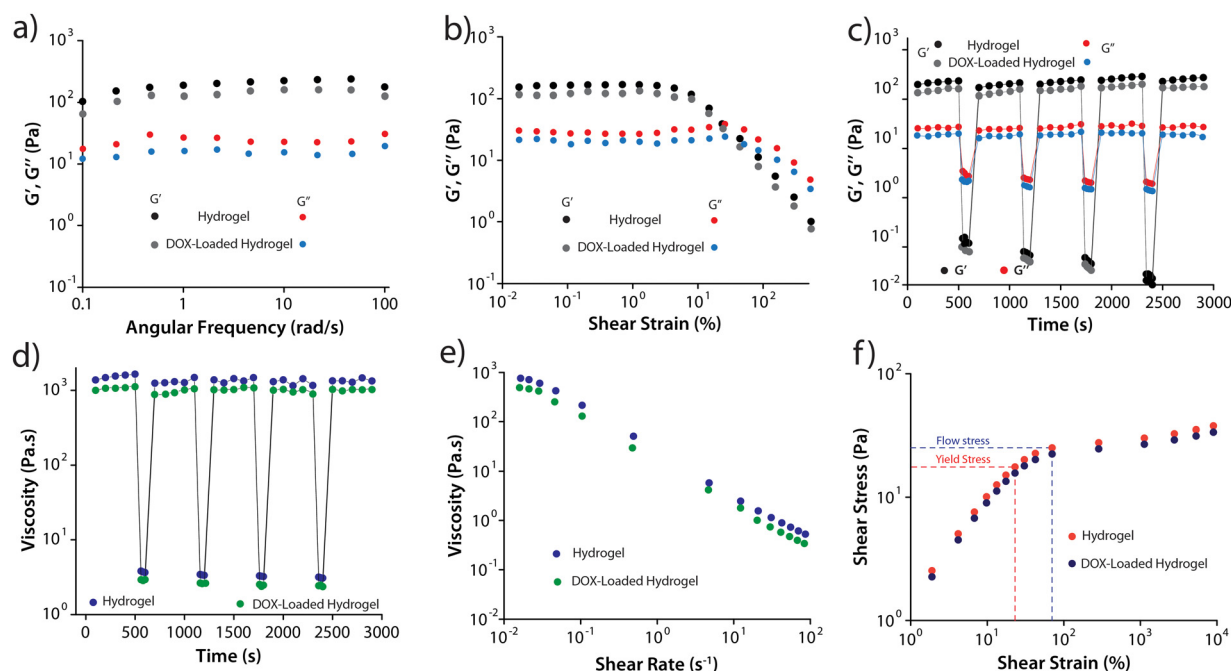 a)
10³
10²
10¹
10⁰
10⁻¹
G′, G″ (Pa)
G′
G″
Hydrogel
DOX-Loaded Hydrogel
0.1
1
10
100
Angular Frequency (rad/s)
b)
10³
10²
10¹
10⁰
10⁻¹
G′, G″ (Pa)
G′
G″
Hydrogel
DOX-Loaded Hydrogel
10⁻²
10⁻¹
10⁰
10¹
10²
Shear Strain (%)
c)
G′
Hydrogel
DOX-Loaded Hydrogel
G″
10³
10²
10¹
10⁰
10⁻¹
10⁻²
G′, G″ (Pa)
G′
G″
0
500
1000
1500
2000
2500
3000
Time (s)
d)
10³
10²
10¹
10⁰
Viscosity (Pa.s)
Hydrogel
DOX-Loaded Hydrogel
0
500
1000
1500
2000
2500
3000
Time (s)
e)
10³
10²
10¹
10⁰
10⁻¹
10⁻²
Viscosity (Pa.s)
Hydrogel
DOX-Loaded Hydrogel
10⁻²
10⁻¹
10⁰
10¹
10²
Shear Rate (s⁻¹)
f)
10²
10¹
10⁰
Shear Stress (Pa)
Flow stress
Yield Stress
Hydrogel
DOX-Loaded Hydrogel
10⁰
10¹
10²
10³
10⁴
Shear Strain (%)